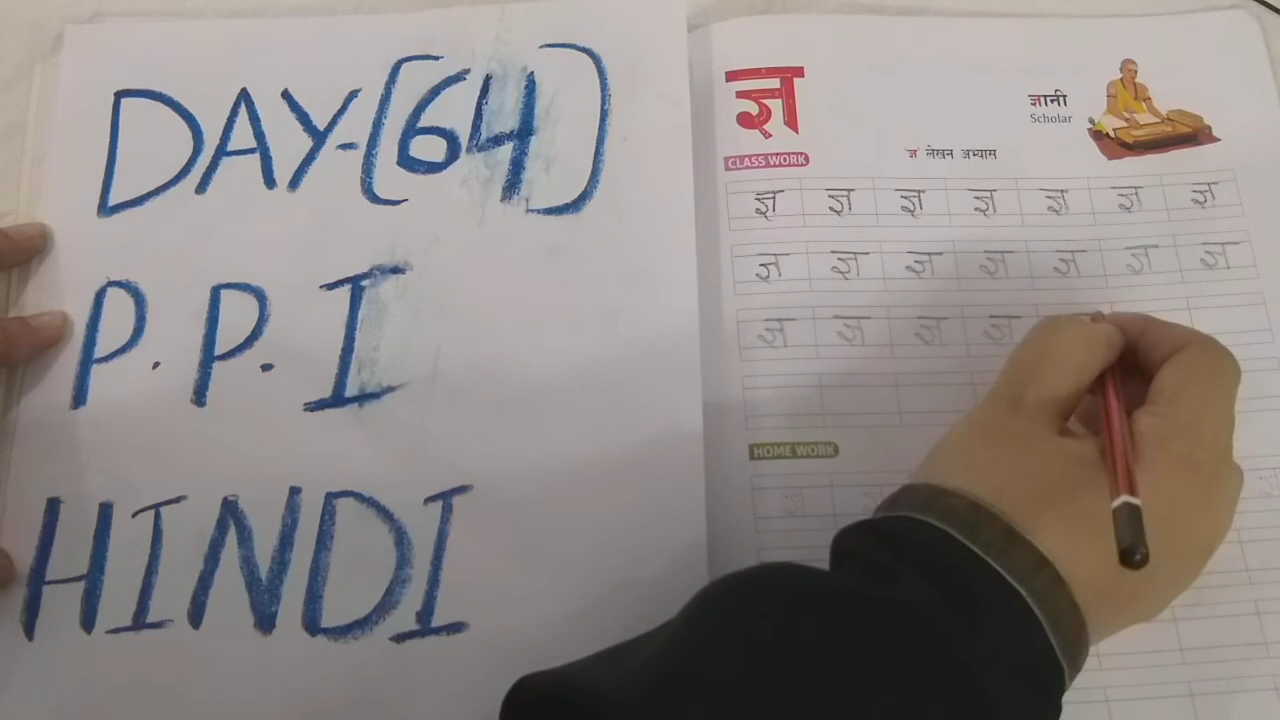 DAY-(64)
P.P.I
HINDI
ज्ञ
ज्ञानी
Scholar
CLASS WORK
ज्ञ लेखन अभ्यास
ज्ञ ज्ञ ज्ञ ज्ञ ज्ञ ज्ञ ज्ञ
ज्ञ ज्ञ ज्ञ ज्ञ ज्ञ ज्ञ ज्ञ
ज्ञ ज्ञ ज्ञ ज्ञ
HOME WORK